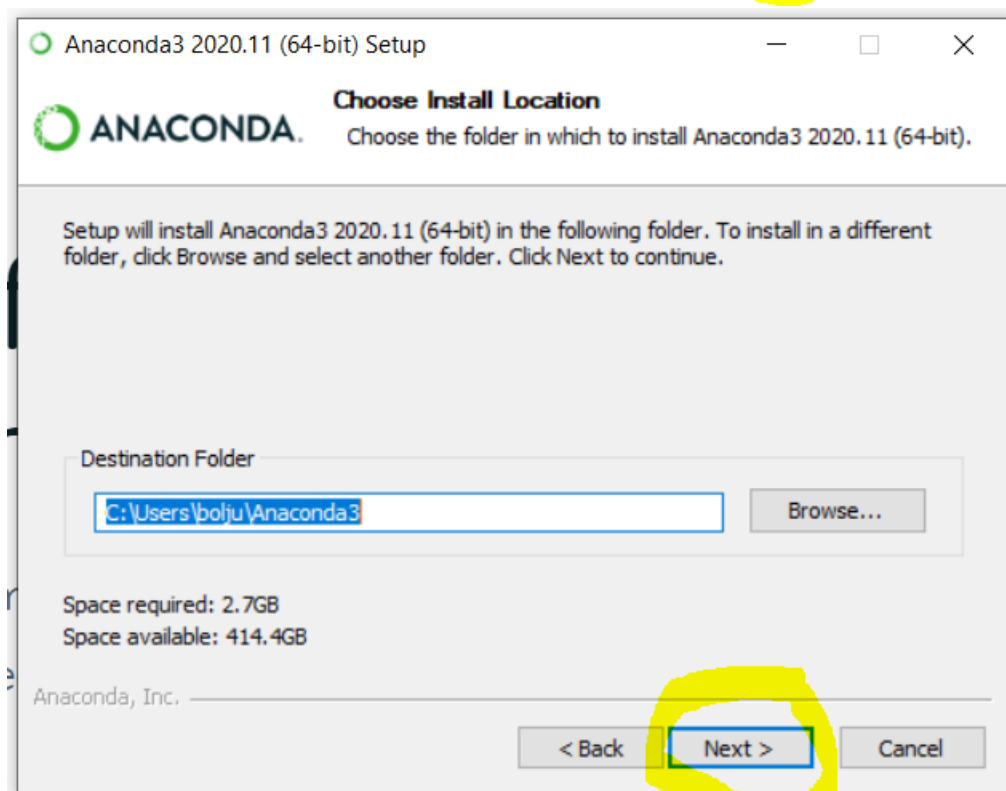 Anaconda3 2020.11 (64-bit) Setup
ANACONDA.
Choose Install Location
Choose the folder in which to install Anaconda3 2020.11 (64-bit).
Setup will install Anaconda3 2020.11 (64-bit) in the following folder. To install in a different
folder, click Browse and select another folder. Click Next to continue.
Destination Folder
C:\Users\bolju\Anaconda3
Browse...
Space required: 2.7GB
Space available: 414.4GB
Anaconda, Inc.
< Back
Next >
Cancel